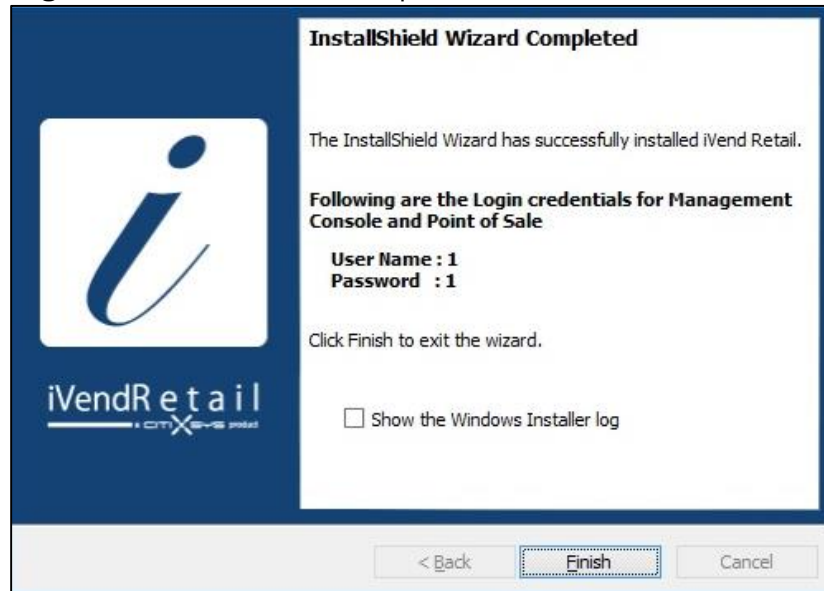 InstallShield Wizard Completed
The InstallShield Wizard has successfully installed iVend Retail.
Following are the Login credentials for Management
Console and Point of Sale
User Name : 1
Password : 1
Click Finish to exit the wizard.
i
iVendRetail
a CITIXSYS product
Show the Windows Installer log
< Back
Finish
Cancel